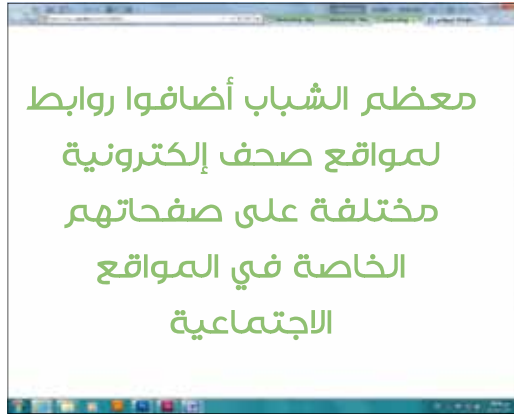 معظم الشباب أضافوا روابط
لمواقع صحف إلكترونية
مختلفة على صفحاتهم
الخاصة في المواقع
الاجتماعية